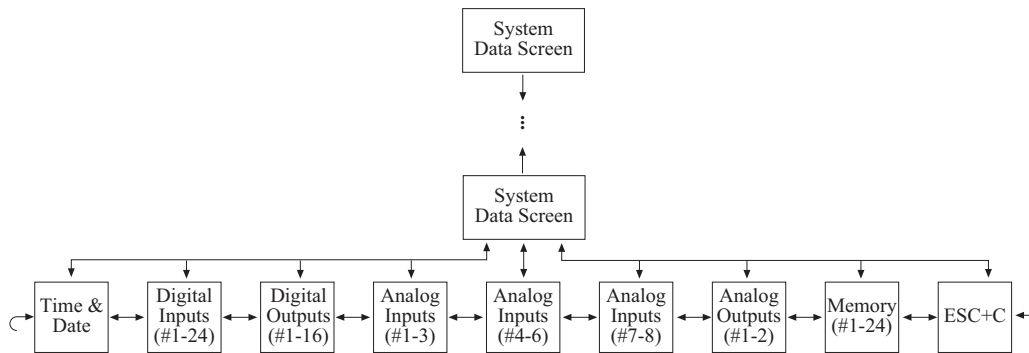 System
Data Screen
System
Data Screen
Time &
Date
Digital
Inputs
(#1-24)
Digital
Outputs
(#1-16)
Analog
Inputs
(#1-3)
Analog
Inputs
(#4-6)
Analog
Inputs
(#7-8)
Analog
Outputs
(#1-2)
Memory
(#1-24)
ESC+C